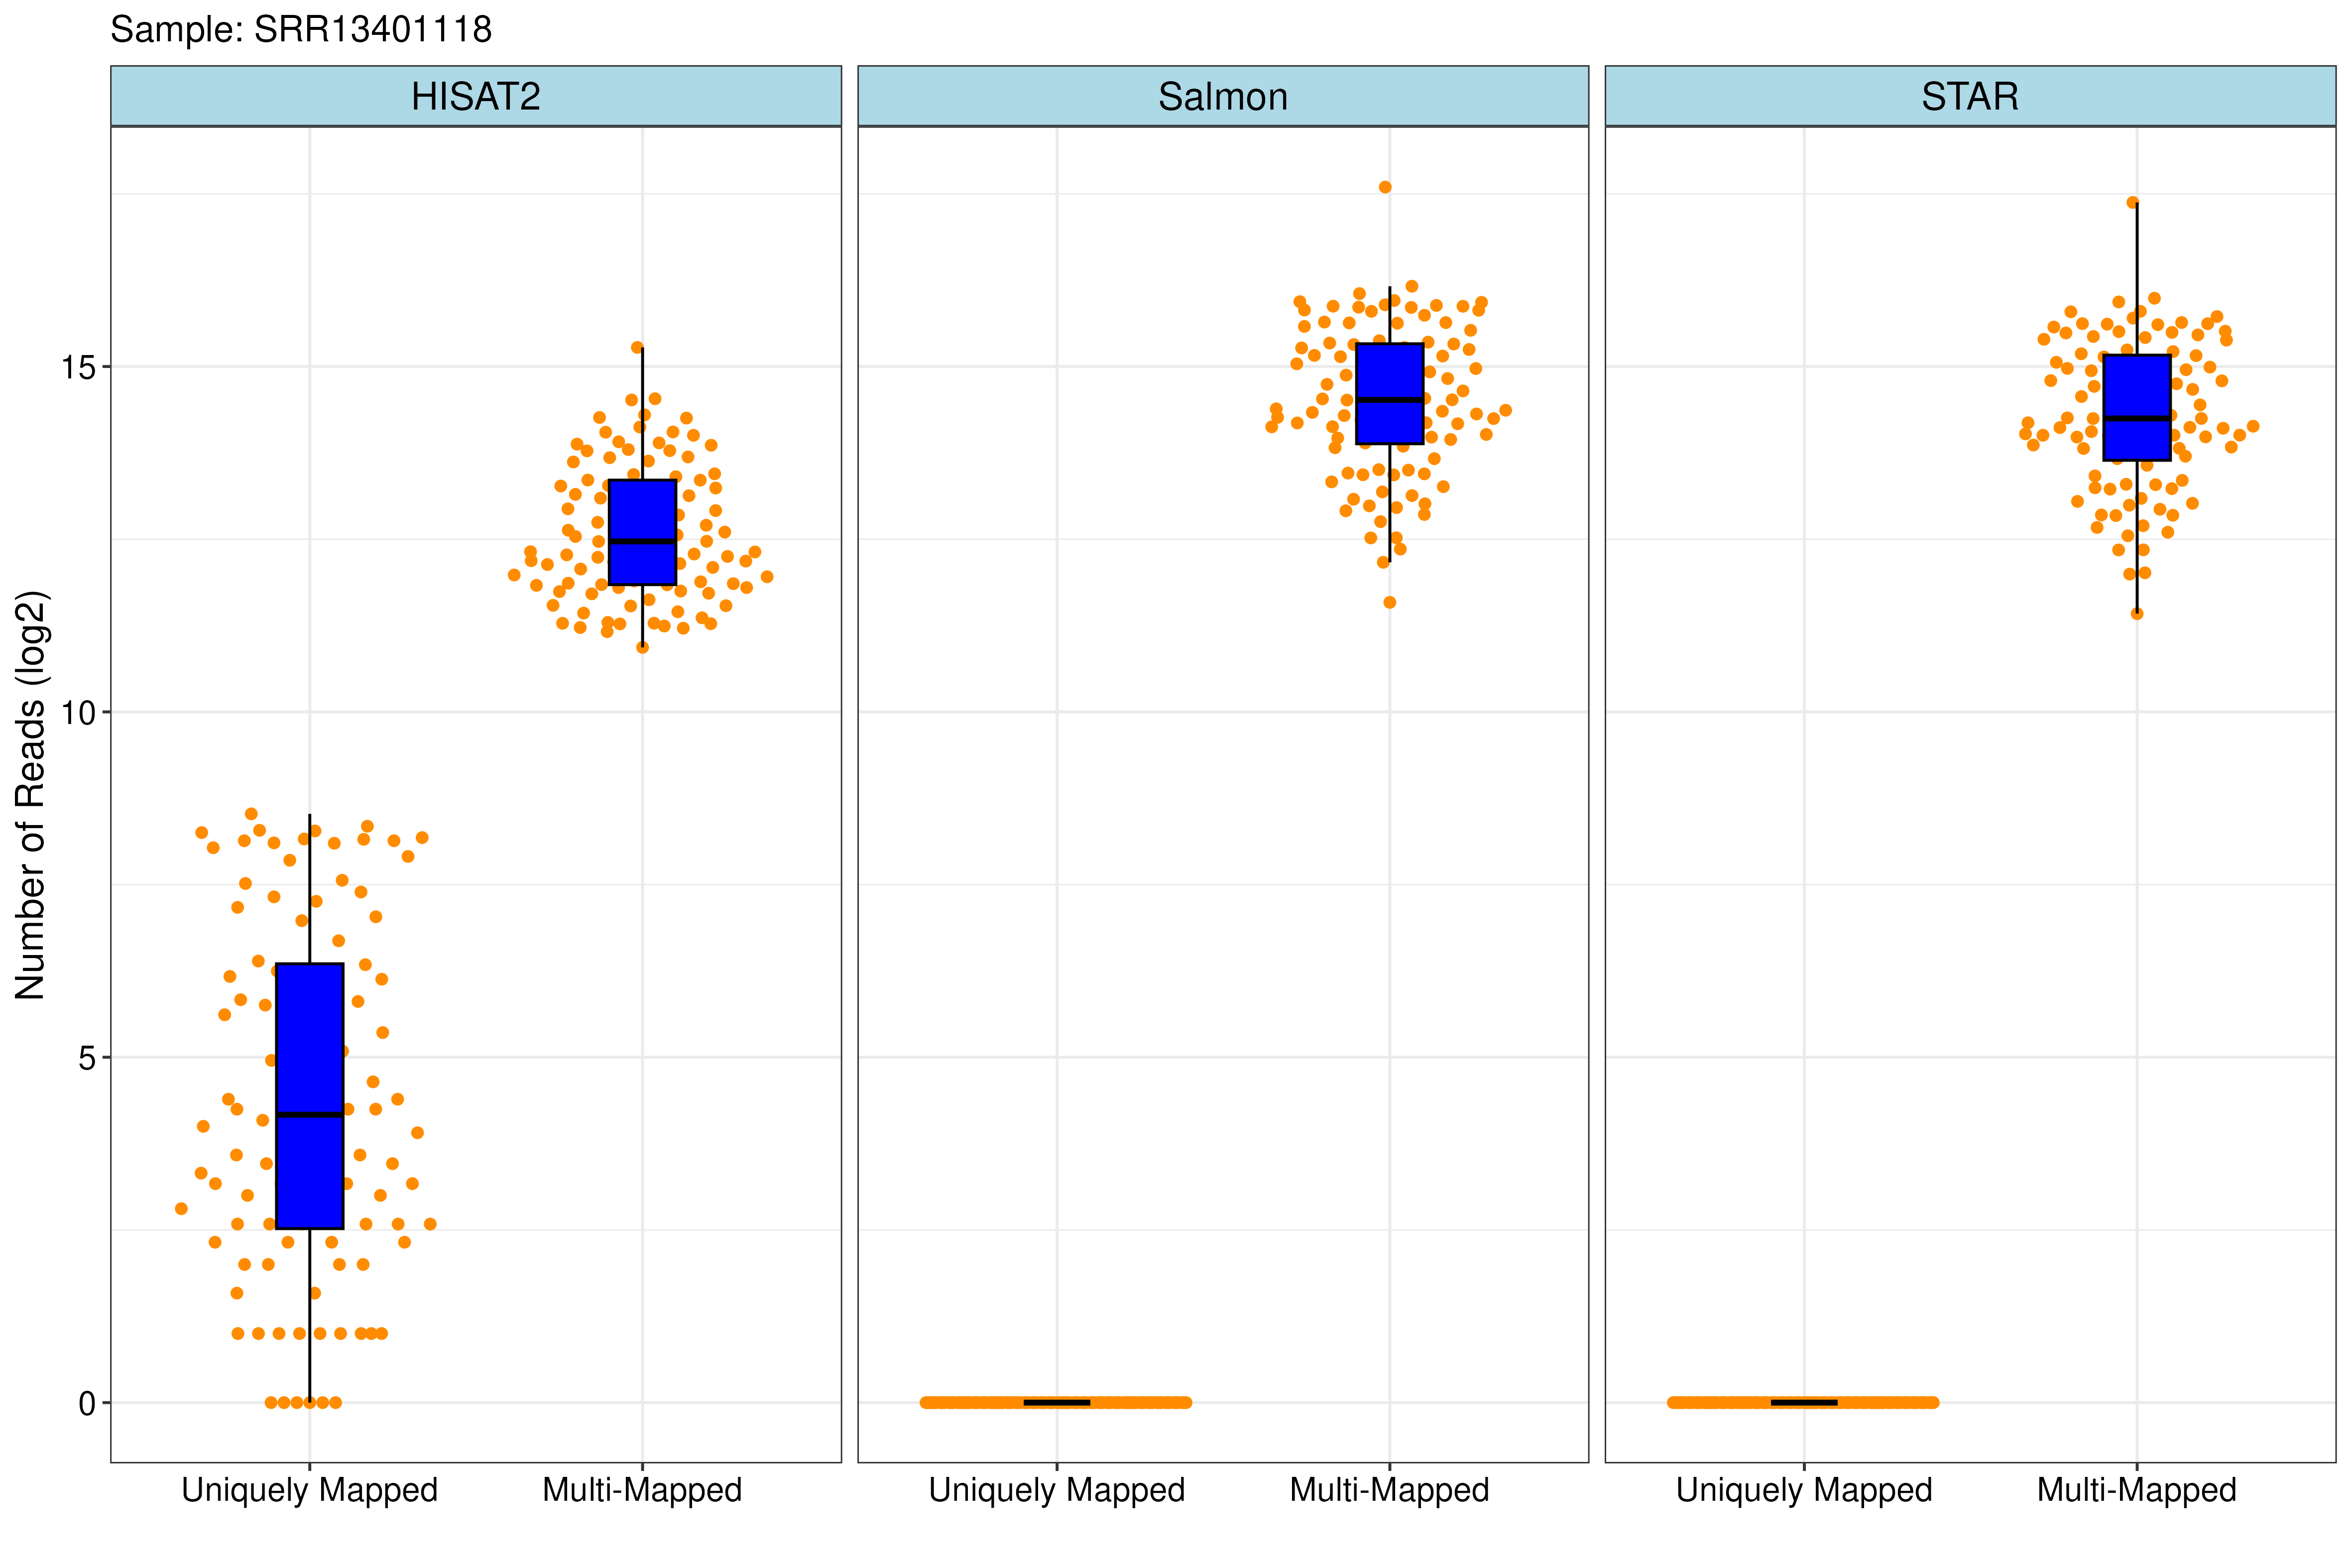 Sample: SRR13401118
HISAT2
Salmon
STAR
Number of Reads (log2)
15
10
5
0
Uniquely Mapped
Multi-Mapped
Uniquely Mapped
Multi-Mapped
Uniquely Mapped
Multi-Mapped